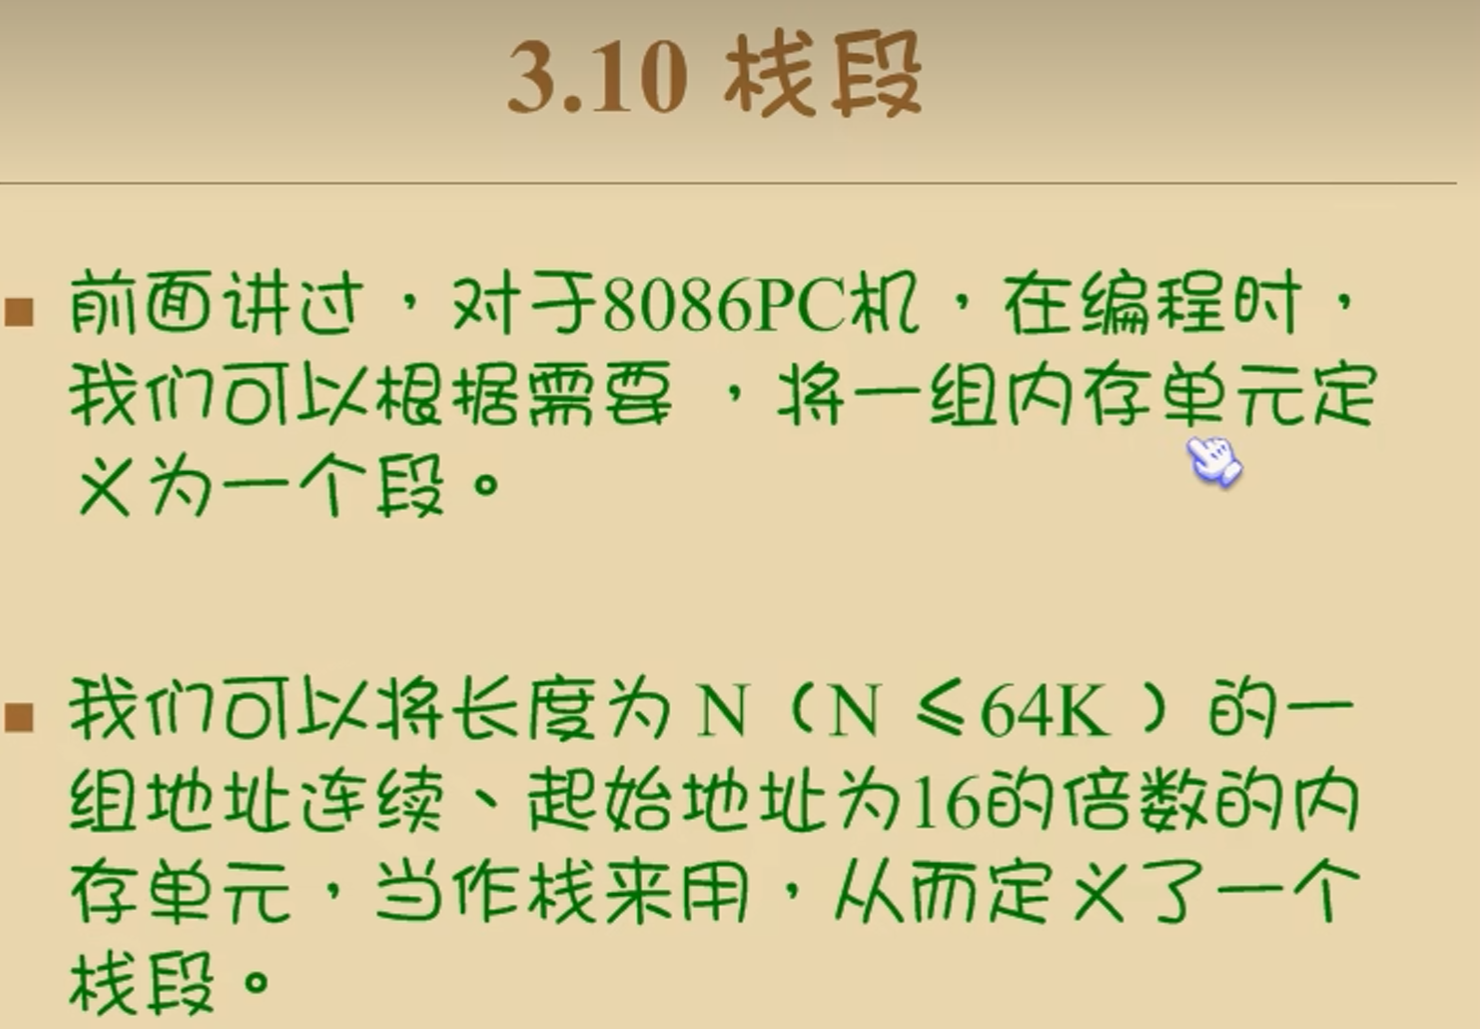 3.10 栈段
前面讲过，对于8086PC机，在编程时，
我们可以根据需要 ，将一组内存单元定
义为一个段。
我们可以将长度为 N（N ≤64K ）的一
组地址连续、起始地址为16的倍数的内
存单元，当作栈来用，从而定义了一个
栈段。